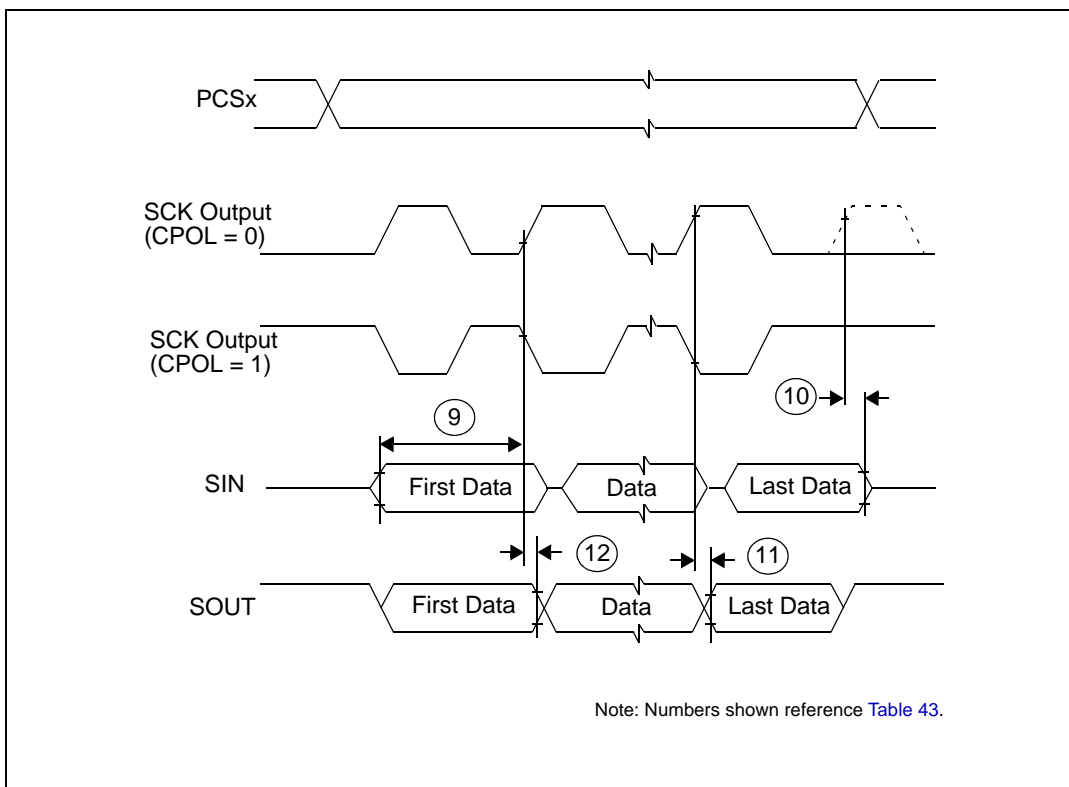 PCSx
SCK Output
(CPOL = 0)
SCK Output
(CPOL = 1)
10
9
SIN
First Data
Data
Last Data
12
11
SOUT
First Data
Data
Last Data
Note: Numbers shown reference Table 43.